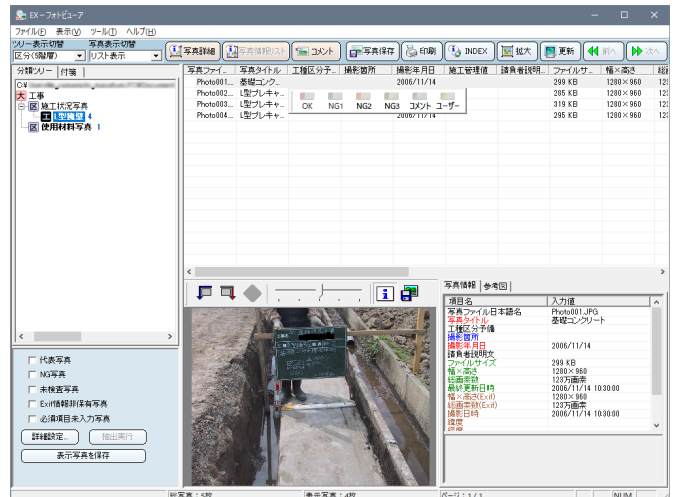 EX-フォトビューア
ファイル(F) 表示(V) ツール(T) ヘルプ(H)
ツリー表示切替 写真表示切替
区分(6階層) リスト表示
写真詳細 写真情報リスト コメント 写真保存 印刷 INDEX 拡大 更新 前へ 次へ
分類ツリー 付箋
大 工事
区 施工状況写真
工 L型擁壁 4
区 使用材料写真 1
写真ファイ... 写真タイトル 工種区分予... 撮影箇所 撮影年月日 施工管理値 請負者説明... ファイルサ... 幅×高さ 総
Photo001... 基礎コンク... 2006/11/14 299 KB 1280×960 12
Photo002... L型プレキャ... 285 KB 1280×960 12
Photo003... L型プレキャ... 319 KB 1280×960 12
Photo004... L型プレキャ... 2006/11/14 295 KB 1280×960 12
OK NG1 NG2 NG3 コメント ユーザー
代表写真
NG写真
未検査写真
Exif情報非保有写真
必須項目未入力写真
詳細設定... 抽出実行
表示写真を保存
写真情報 参考図
項目名 入力値
写真ファイル日本語名 Photo001.JPG
写真タイトル 基礎コンクリート
工種区分予備
撮影箇所
撮影年月日 2006/11/14
請負者説明文
ファイルサイズ 299 KB
幅×高さ 1280×960
総画素数 123万画素
最終更新日時 2006/11/14 10:30:00
幅×高さ(Exif) 1280×960
総画素数(Exif) 123万画素
撮影日時 2006/11/14 10:30:00
緯度
経度
総写真:5枚 表示写真:4枚 ページ:1/1 NUM